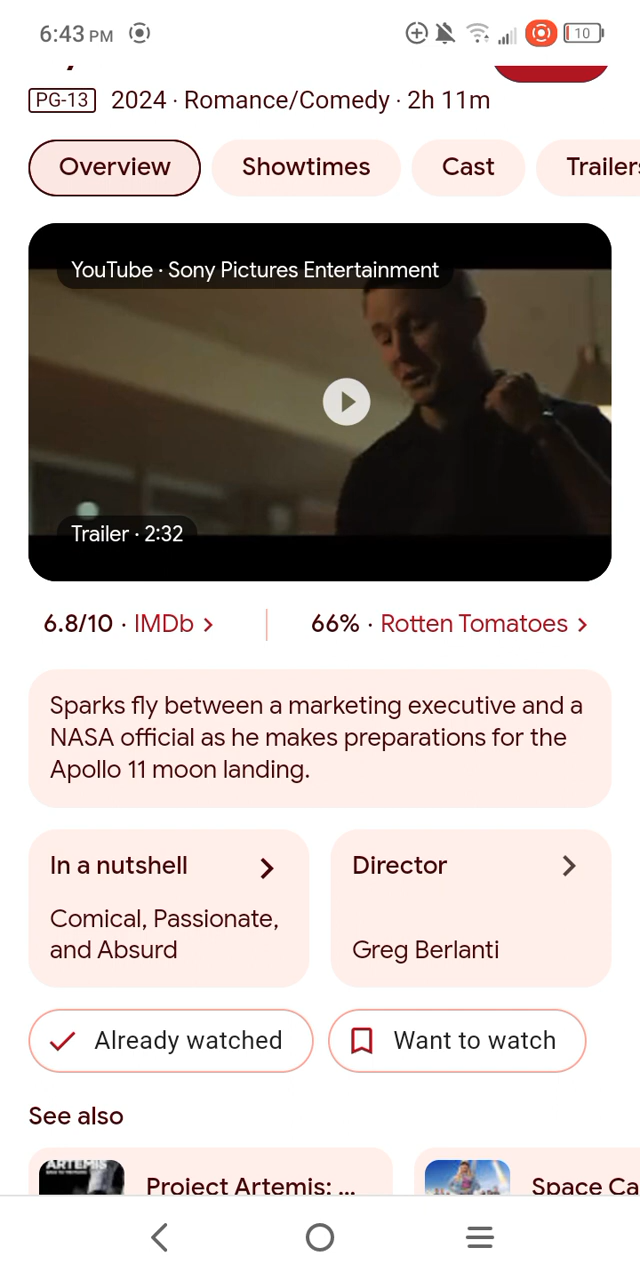 6:43 PM
10
PG-13 2024 · Romance/Comedy · 2h 11m
Overview Showtimes Cast Trailers
YouTube · Sony Pictures Entertainment
Trailer · 2:32
6.8/10 · IMDb > 66% · Rotten Tomatoes >
Sparks fly between a marketing executive and a
NASA official as he makes preparations for the
Apollo 11 moon landing.
In a nutshell > Director >
Comical, Passionate,
and Absurd
Greg Berlanti
Already watched Want to watch
See also
ARTEMIS
Project Artemis: ... Space Ca